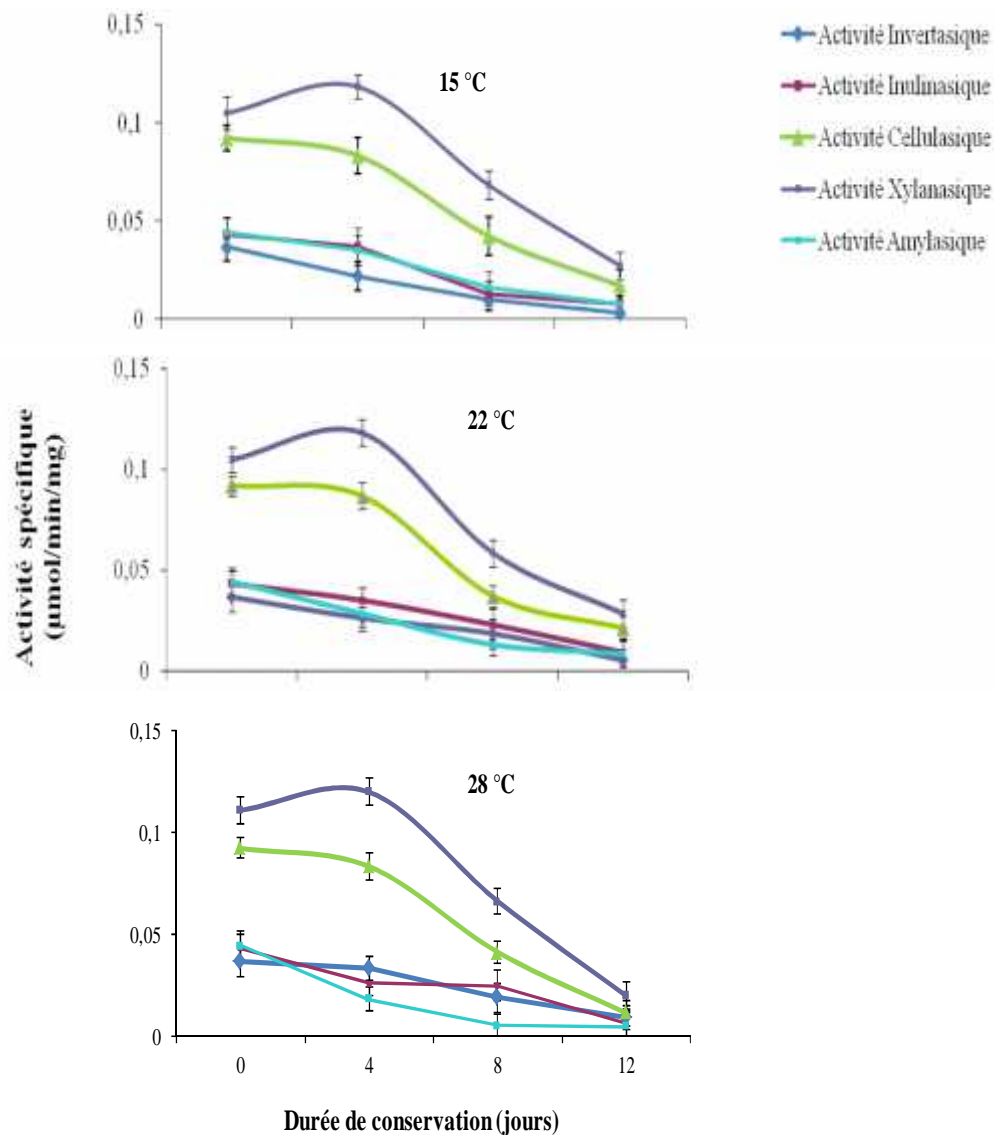 0,15
0,1
0,05
0
15 °C
Activité Invertasique
Activité Inulinasique
Activité Cellulasique
Activité Xylanasique
Activité Amylasique
Activité spécifique
(µmol/min/mg)
0,15
0,1
0,05
0
22 °C
0,15
0,1
0,05
0
28 °C
0 4 8 12
Durée de conservation (jours)